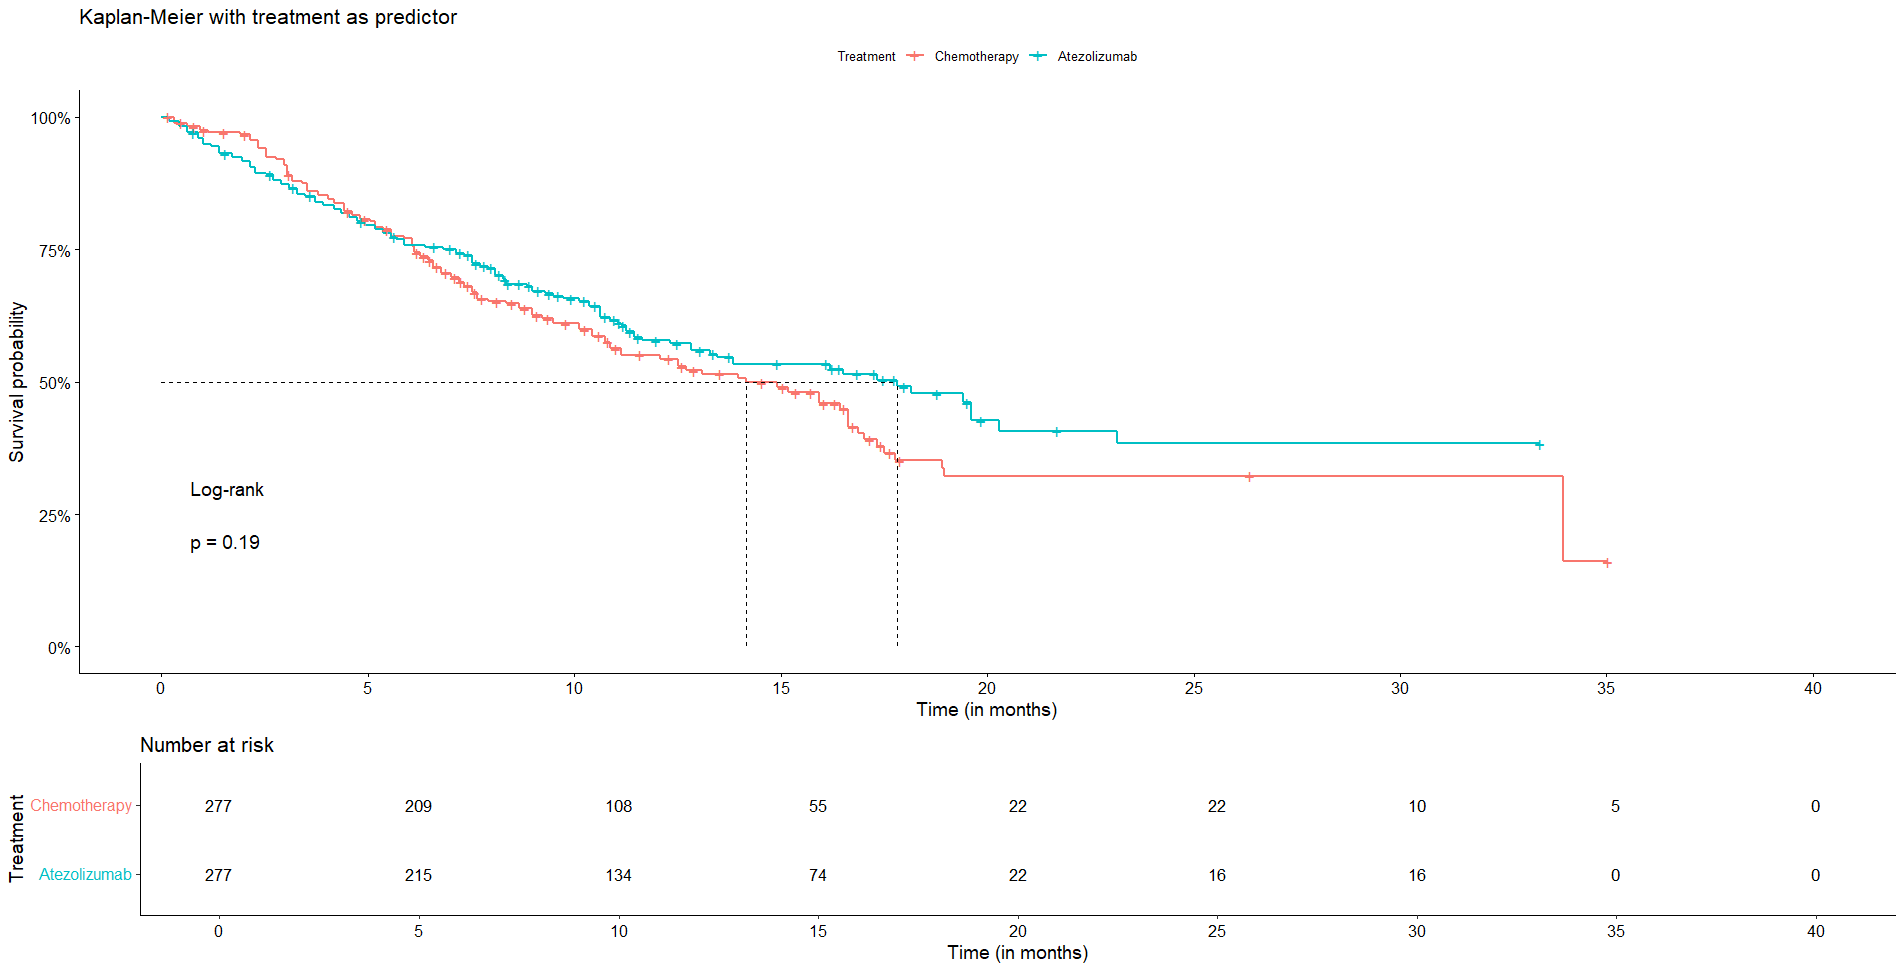 Kaplan-Meier with treatment as predictor
Treatment Chemotherapy Atezolizumab
100%
75%
50%
25%
0%
Survival probability
Log-rank
p = 0.19
0 5 10 15 20 25 30 35 40
Time (in months)
Number at risk
Treatment
Chemotherapy 277 209 108 55 22 22 10 5 0
Atezolizumab 277 215 134 74 22 16 16 0 0
0 5 10 15 20 25 30 35 40
Time (in months)